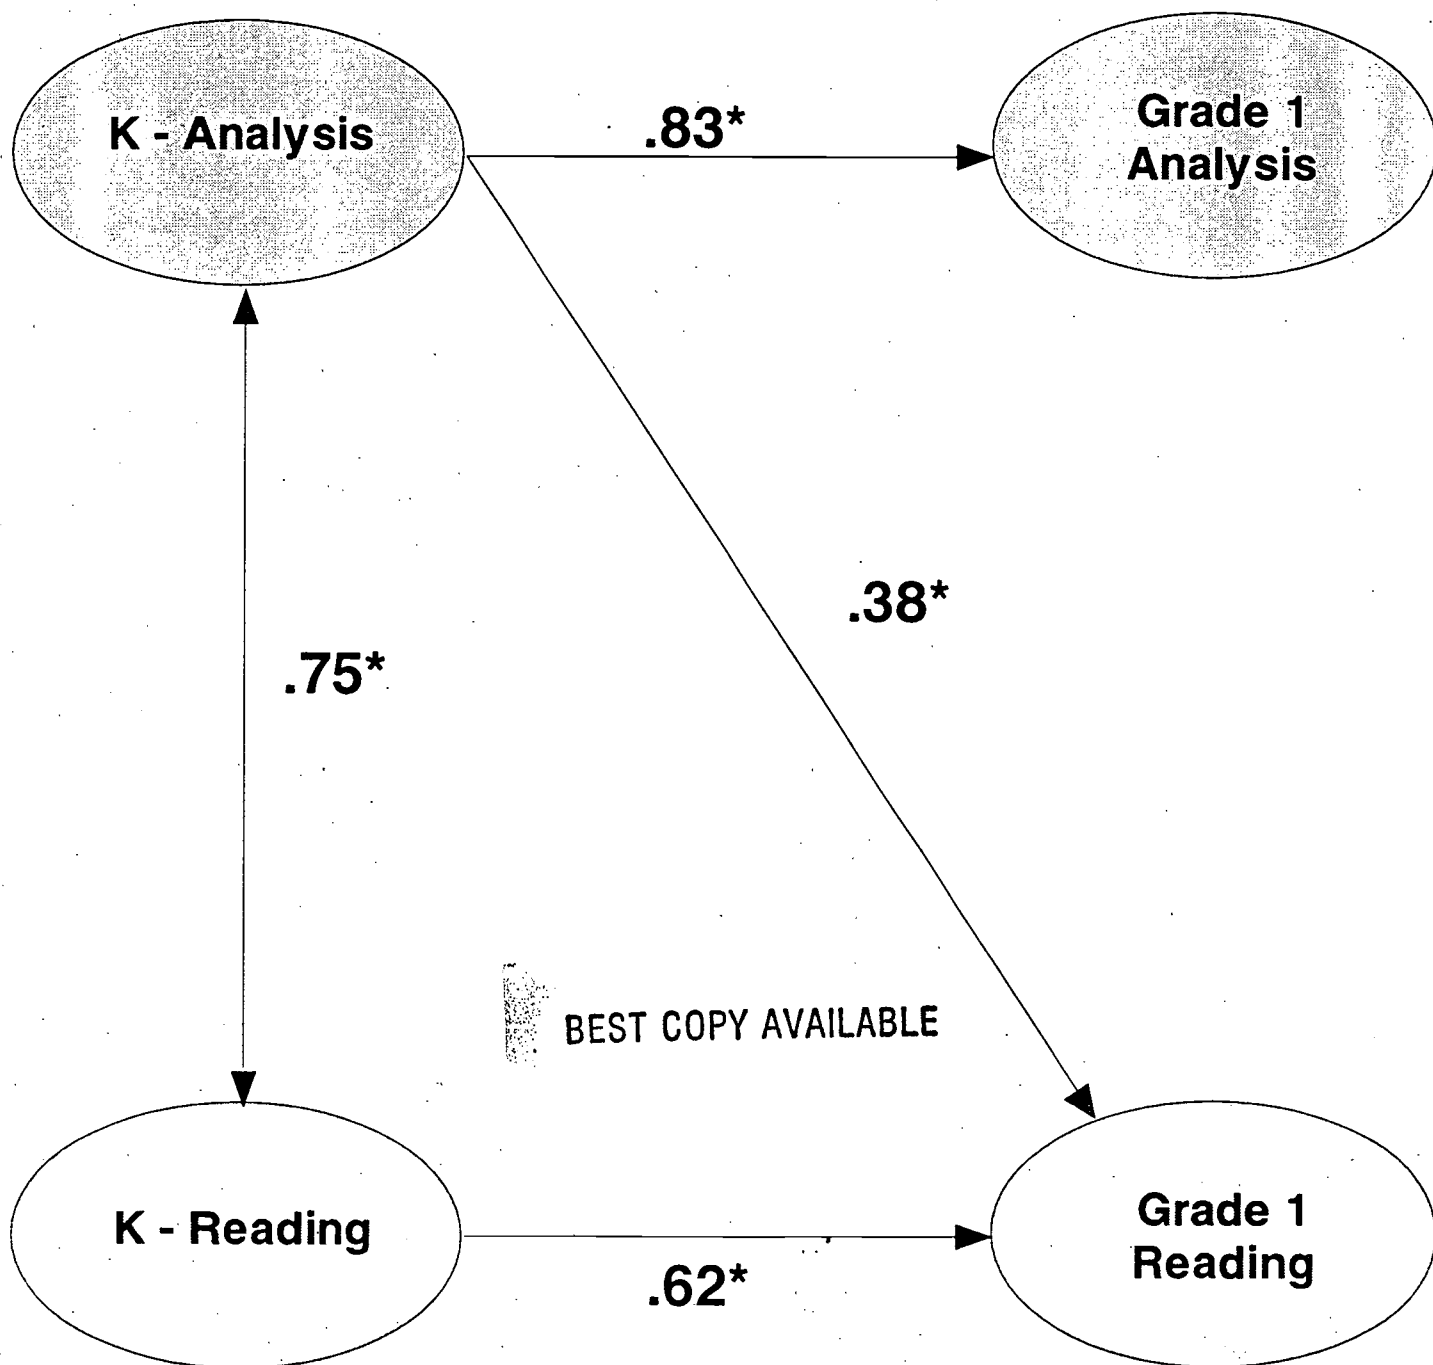 K - Analysis
.83*
Grade 1
Analysis
.38*
.75*
BEST COPY AVAILABLE
K - Reading
.62*
Grade 1
Reading